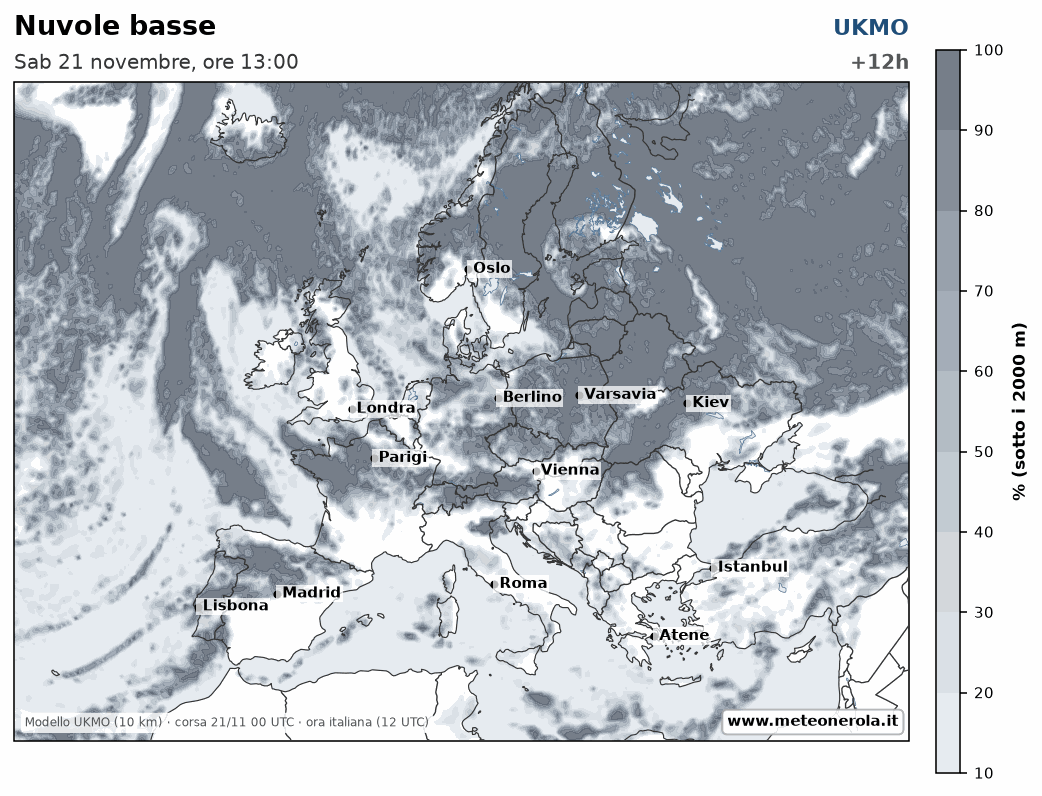 Nuvole basse
UKMO
Sab 21 novembre, ore 13:00
+12h
100
90
80
70
60
50
40
30
20
10
% (sotto i 2000 m)
Oslo
Berlino
Varsavia
Kiev
Londra
Parigi
Vienna
Istanbul
Roma
Madrid
Lisbona
Atene
Modello UKMO (10 km) · corsa 21/11 00 UTC · ora italiana (12 UTC)
www.meteonerola.it